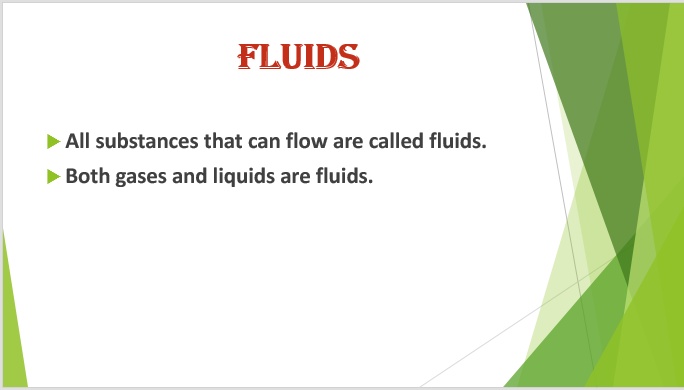 FLUIDS
All substances that can flow are called fluids.
Both gases and liquids are fluids.